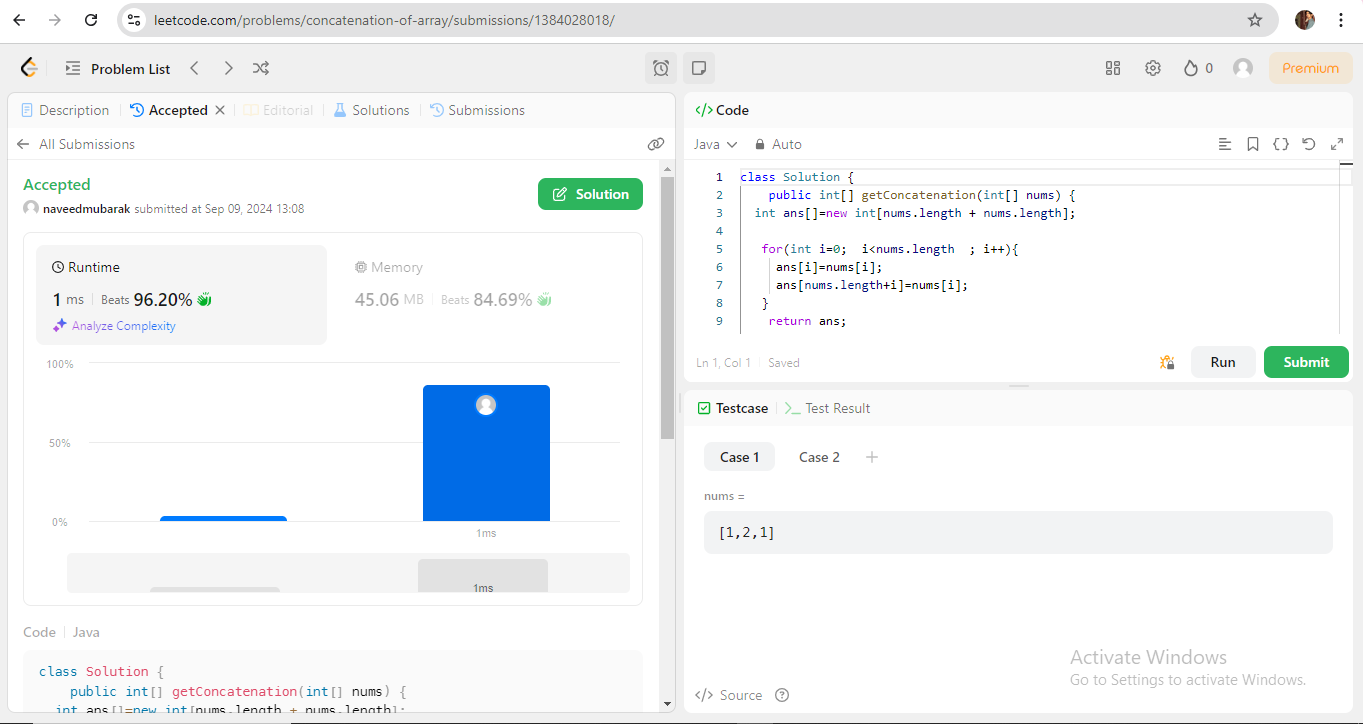 leetcode.com/problems/concatenation-of-array/submissions/1384028018/
Problem List
0
Premium
Description
Accepted
Editorial
Solutions
Submissions
All Submissions
Accepted
naveedmubarak submitted at Sep 09, 2024 13:08
Solution
Runtime
1 ms
Beats 96.20%
Analyze Complexity
Memory
45.06 MB
Beats 84.69%
100%
50%
0%
1ms
1ms
Code
Java
class Solution {
public int[] getConcatenation(int[] nums) {
int ans[]=new int[nums.length + nums.length];
</> Code
Java
Auto
1 class Solution {
2 public int[] getConcatenation(int[] nums) {
3 int ans[]=new int[nums.length + nums.length];
4
5 for(int i=0;  i<nums.length  ; i++){
6 ans[i]=nums[i];
7 ans[nums.length+i]=nums[i];
8 }
9 return ans;
Ln 1, Col 1
Saved
Run
Submit
Testcase
Test Result
Case 1
Case 2
+
nums =
[1,2,1]
Activate Windows
Go to Settings to activate Windows.
</> Source
?